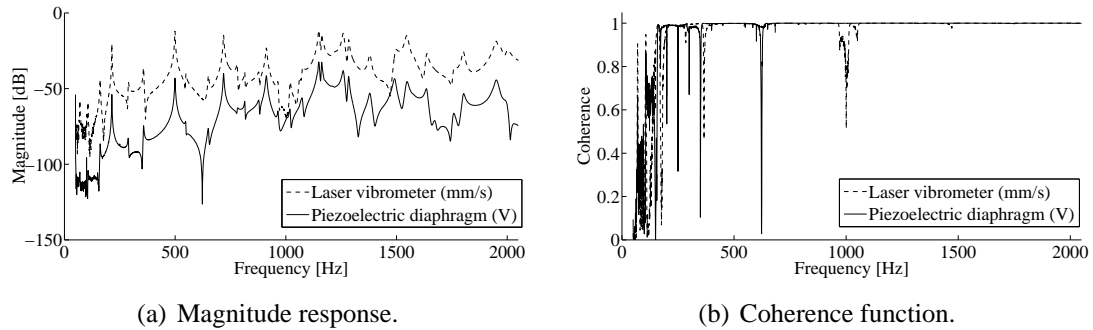 0
−50
−100
−150
Magnitude [dB]
0 500 1000 1500 2000
Frequency [Hz]
Laser vibrometer (mm/s)
Piezoelectric diaphragm (V)
(a) Magnitude response.
1
0.8
0.6
0.4
0.2
0
Coherence
0 500 1000 1500 2000
Frequency [Hz]
Laser vibrometer (mm/s)
Piezoelectric diaphragm (V)
(b) Coherence function.